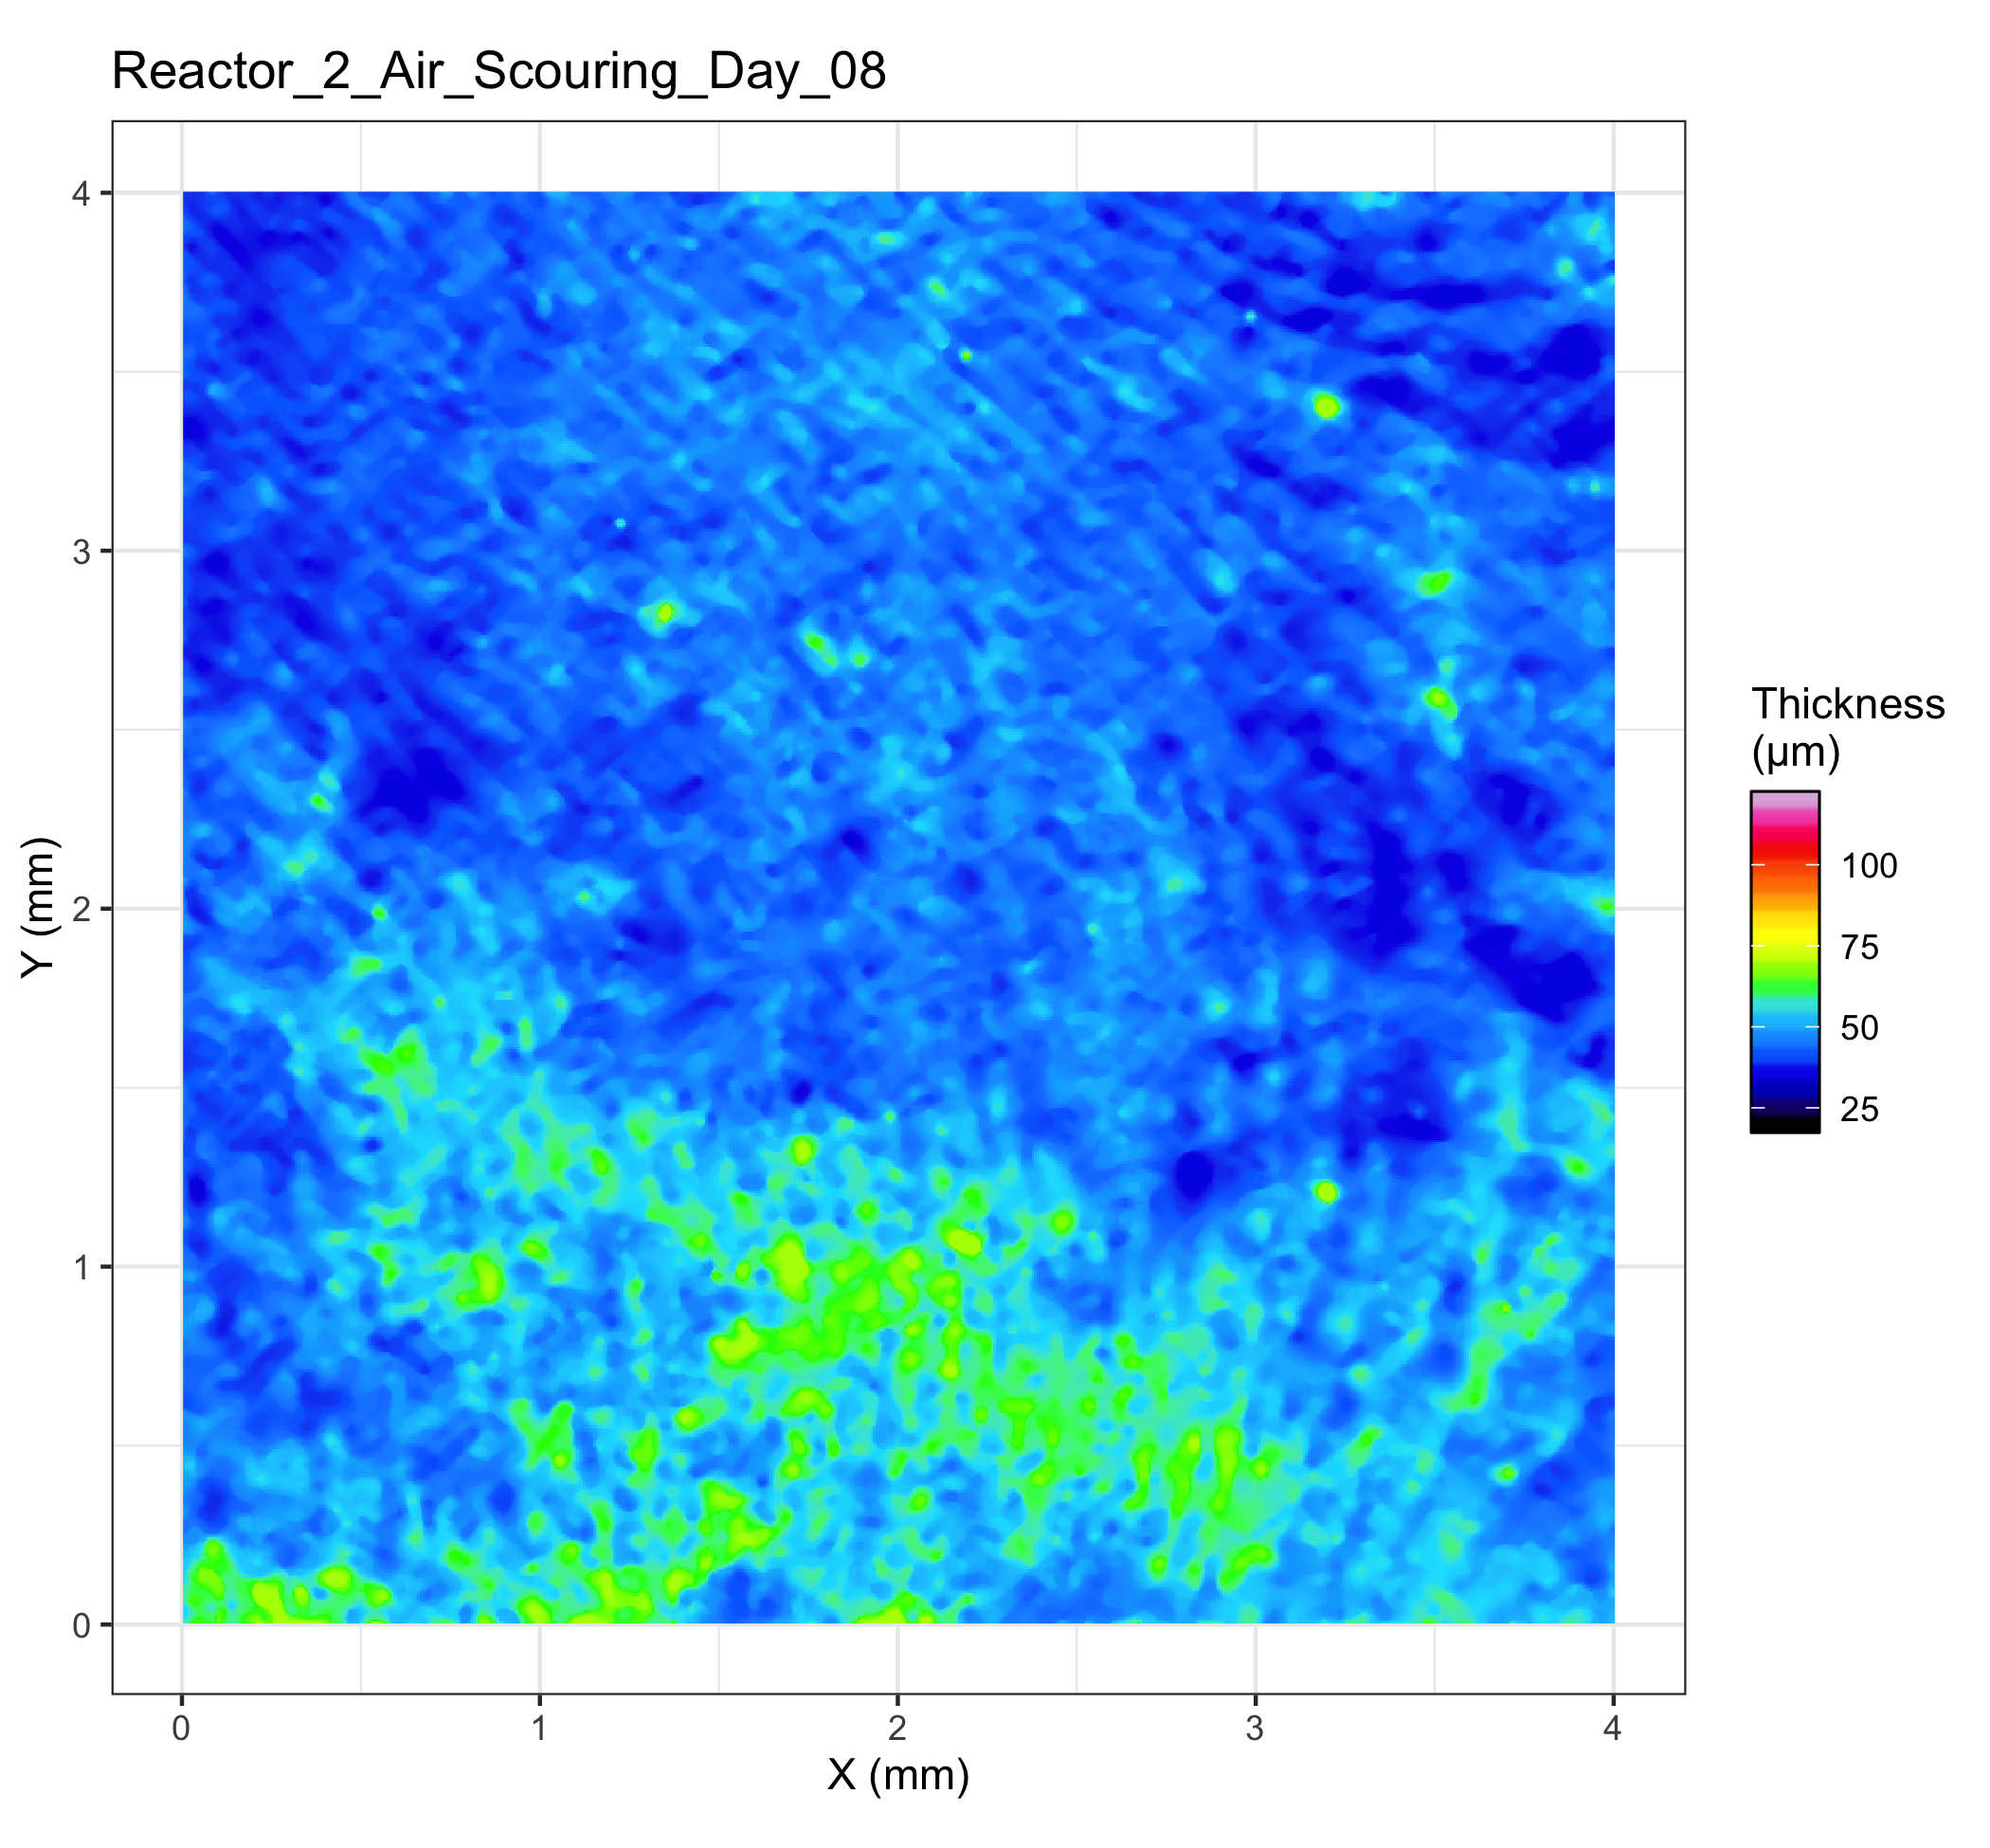 Reactor_2_Air_Scouring_Day_08
4
3
2
1
0
Y (mm)
0 1 2 3 4
X (mm)
Thickness
(μm)
100
75
50
25